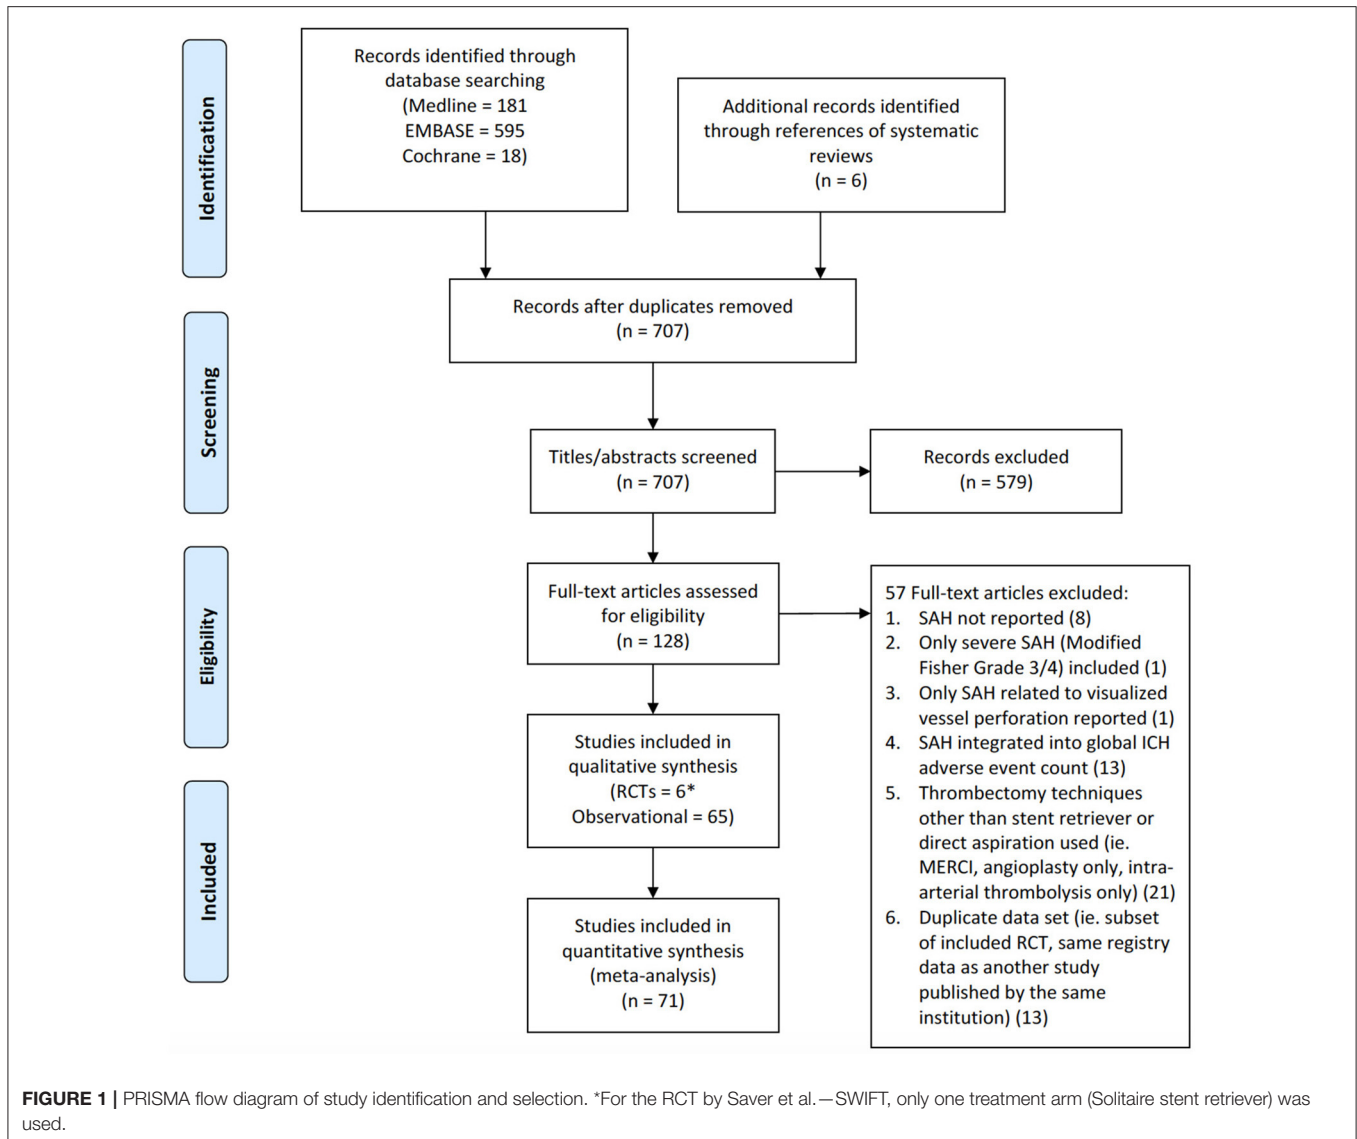 Identification
Records identified through
database searching
(Medline = 181
EMBASE = 595
Cochrane = 18)
Additional records identified
through references of systematic
reviews
(n = 6)
Records after duplicates removed
(n = 707)
Screening
Titles/abstracts screened
(n = 707)
Records excluded
(n = 579)
Eligibility
Full-text articles assessed
for eligibility
(n = 128)
57 Full-text articles excluded:
1. SAH not reported (8)
2. Only severe SAH (Modified
Fisher Grade 3/4) included (1)
3. Only SAH related to visualized
vessel perforation reported (1)
4. SAH integrated into global ICH
adverse event count (13)
5. Thrombectomy techniques
other than stent retriever or
direct aspiration used (ie.
MERCI, angioplasty only, intra-
arterial thrombolysis only) (21)
6. Duplicate data set (ie. subset
of included RCT, same registry
data as another study
published by the same
institution) (13)
Studies included in
qualitative synthesis
(RCTs = 6*
Observational = 65)
Included
Studies included in
quantitative synthesis
(meta-analysis)
(n = 71)
FIGURE 1 | PRISMA flow diagram of study identification and selection. *For the RCT by Saver et al.—SWIFT, only one treatment arm (Solitaire stent retriever) was
used.